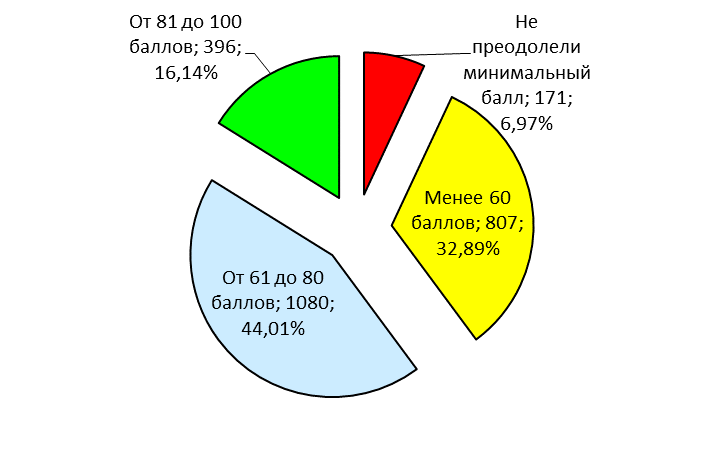 От 81 до 100
баллов; 396;
16,14%
Не
преодолели
минимальный
балл; 171;
6,97%
Менее 60
баллов; 807;
32,89%
От 61 до 80
баллов; 1080;
44,01%